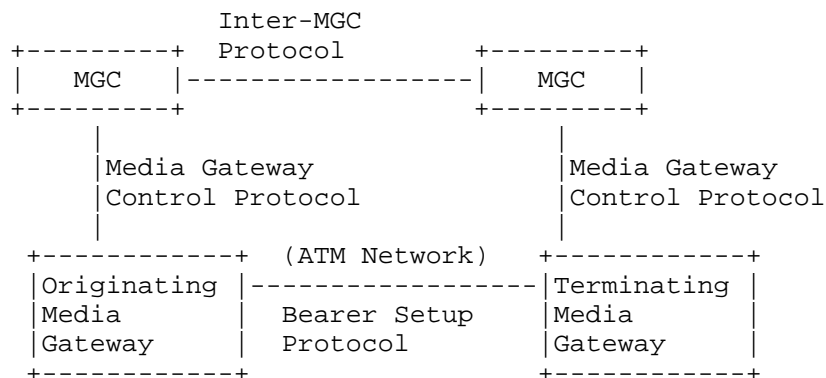 Inter-MGC
Protocol
MGC MGC
Media Gateway Media Gateway
Control Protocol Control Protocol
(ATM Network)
Originating Terminating
Media Bearer Setup Media
Gateway Protocol Gateway